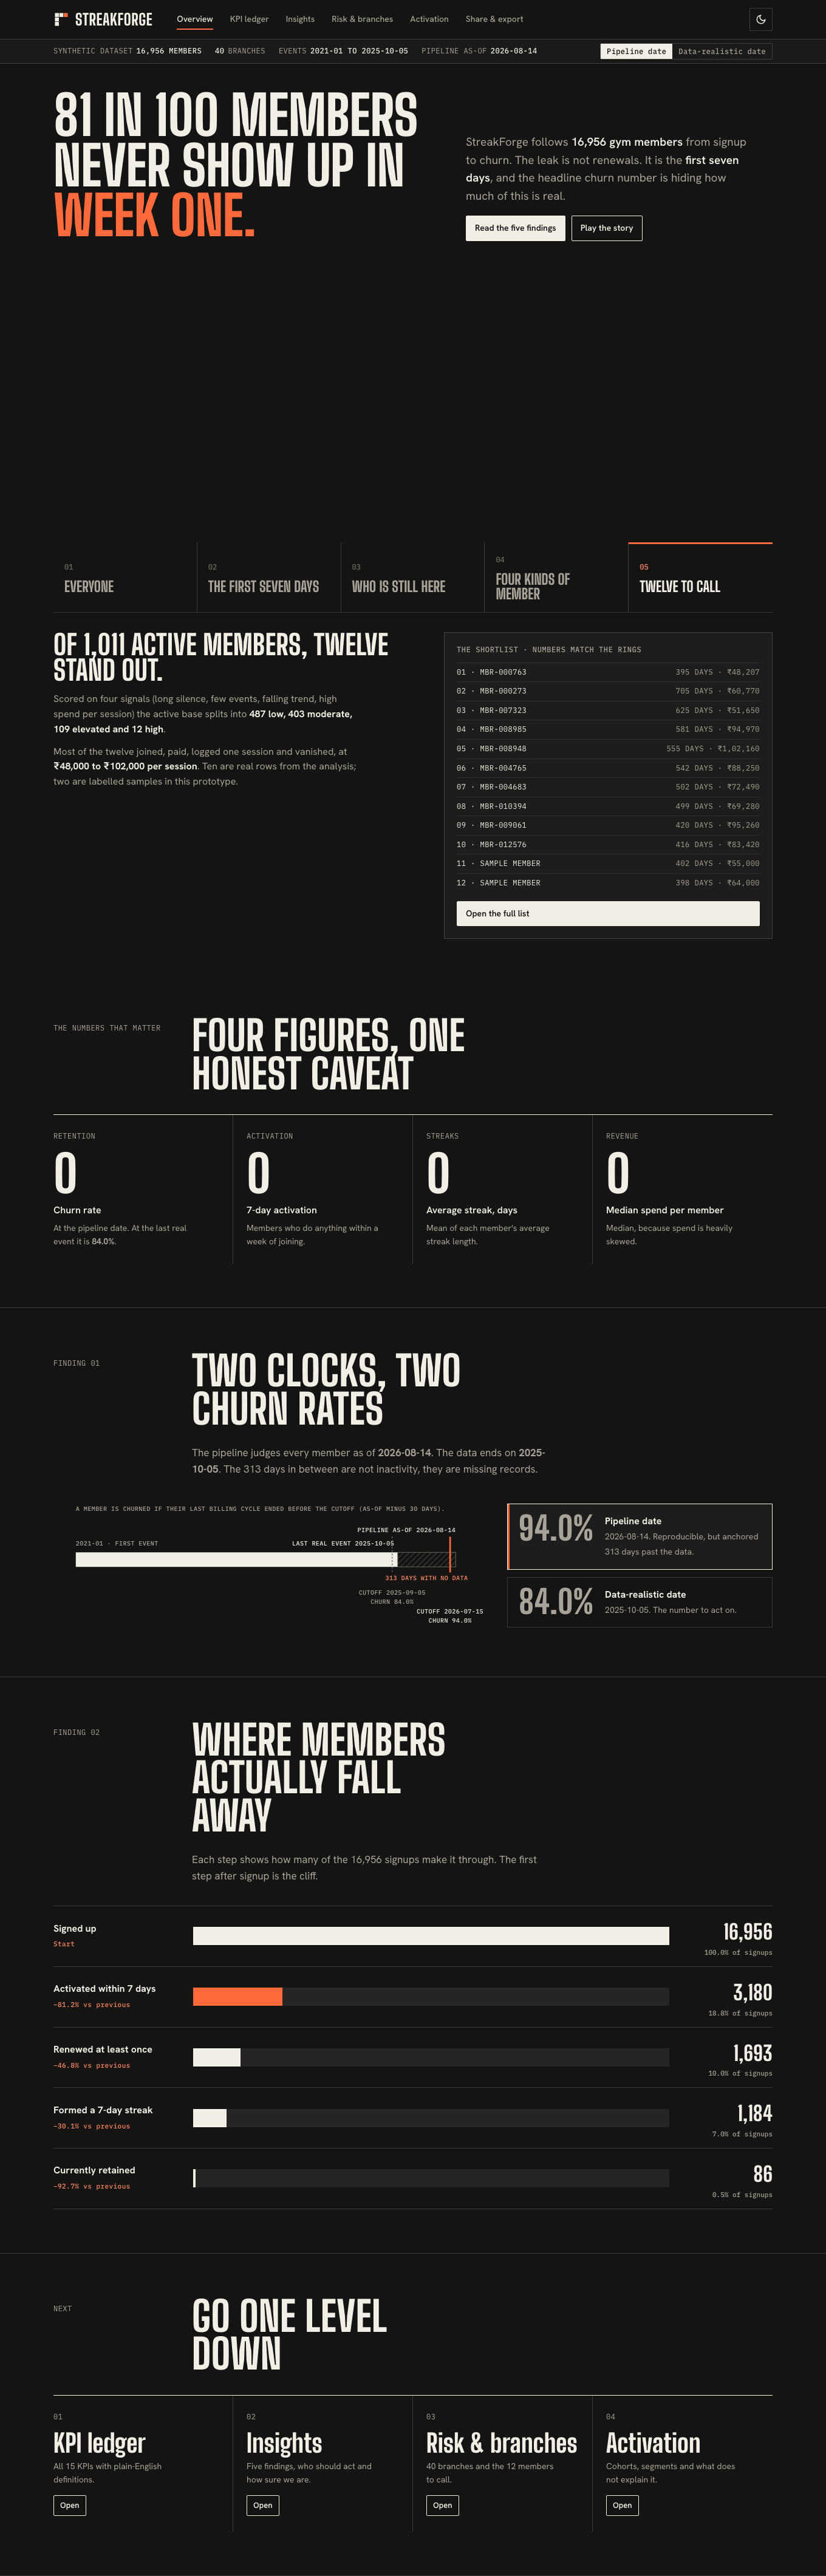 STREAKFORGE
Overview
KPI ledger
Insights
Risk & branches
Activation
Share & export
SYNTHETIC DATASET 16,956 MEMBERS
40 BRANCHES
EVENTS 2021-01 TO 2025-10-05
PIPELINE AS-OF 2026-08-14
Pipeline date
Data-realistic date
81 IN 100 MEMBERS
NEVER SHOW UP IN
WEEK ONE.
StreakForge follows 16,956 gym members from signup
to churn. The leak is not renewals. It is the first seven
days, and the headline churn number is hiding how
much of this is real.
Read the five findings
Play the story
01
EVERYONE
02
THE FIRST SEVEN DAYS
03
WHO IS STILL HERE
04
FOUR KINDS OF
MEMBER
05
TWELVE TO CALL
OF 1,011 ACTIVE MEMBERS, TWELVE
STAND OUT.
Scored on four signals (long silence, few events, falling trend, high
spend per session) the active base splits into 487 low, 403 moderate,
109 elevated and 12 high.
Most of the twelve joined, paid, logged one session and vanished, at
₹48,000 to ₹102,000 per session. Ten are real rows from the analysis;
two are labelled samples in this prototype.
THE SHORTLIST · NUMBERS MATCH THE RINGS
01 · MBR-000763 395 DAYS · ₹48,207
02 · MBR-000273 705 DAYS · ₹60,770
03 · MBR-007323 625 DAYS · ₹51,650
04 · MBR-008985 581 DAYS · ₹94,970
05 · MBR-008948 555 DAYS · ₹1,02,160
06 · MBR-004765 542 DAYS · ₹88,250
07 · MBR-004683 502 DAYS · ₹72,490
08 · MBR-010394 499 DAYS · ₹69,280
09 · MBR-009061 420 DAYS · ₹95,260
10 · MBR-012576 416 DAYS · ₹83,420
11 · SAMPLE MEMBER 402 DAYS · ₹55,000
12 · SAMPLE MEMBER 398 DAYS · ₹64,000
Open the full list
THE NUMBERS THAT MATTER
FOUR FIGURES, ONE
HONEST CAVEAT
RETENTION
0
Churn rate
At the pipeline date. At the last real
event it is 84.0%.
ACTIVATION
0
7-day activation
Members who do anything within a
week of joining.
STREAKS
0
Average streak, days
Mean of each member's average
streak length.
REVENUE
0
Median spend per member
Median, because spend is heavily
skewed.
FINDING 01
TWO CLOCKS, TWO
CHURN RATES
The pipeline judges every member as of 2026-08-14. The data ends on 2025-
10-05. The 313 days in between are not inactivity, they are missing records.
A MEMBER IS CHURNED IF THEIR LAST BILLING CYCLE ENDED BEFORE THE CUTOFF (AS-OF MINUS 30 DAYS).
PIPELINE AS-OF 2026-08-14
2021-01 · FIRST EVENT
LAST REAL EVENT 2025-10-05
313 DAYS WITH NO DATA
CUTOFF 2025-09-05
CHURN 84.0%
CUTOFF 2026-07-15
CHURN 94.0%
94.0%
Pipeline date
2026-08-14. Reproducible, but anchored
313 days past the data.
84.0%
Data-realistic date
2025-10-05. The number to act on.
FINDING 02
WHERE MEMBERS
ACTUALLY FALL
AWAY
Each step shows how many of the 16,956 signups make it through. The first
step after signup is the cliff.
Signed up
Start
16,956
100.0% of signups
Activated within 7 days
−81.2% vs previous
3,180
18.8% of signups
Renewed at least once
−46.8% vs previous
1,693
10.0% of signups
Formed a 7-day streak
−30.1% vs previous
1,184
7.0% of signups
Currently retained
−92.7% vs previous
86
0.5% of signups
NEXT
GO ONE LEVEL
DOWN
01
KPI ledger
All 15 KPIs with plain-English
definitions.
Open
02
Insights
Five findings, who should act and
how sure we are.
Open
03
Risk & branches
40 branches and the 12 members
to call.
Open
04
Activation
Cohorts, segments and what does
not explain it.
Open